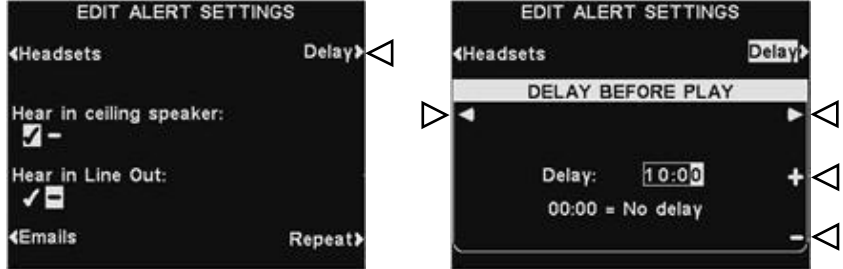 EDIT ALERT SETTINGS
Headsets Delay
Hear in ceiling speaker:
✓ –
Hear in Line Out:
✓ –
Emails Repeat
EDIT ALERT SETTINGS
Headsets Delay
DELAY BEFORE PLAY
Delay: 10:00 +
00:00 = No delay
–